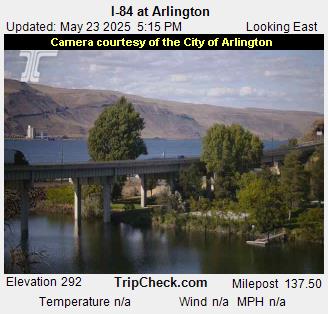 I-84 at Arlington
Updated: May 23 2025 5:15 PM Looking East
Camera courtesy of the City of Arlington
Elevation 292 TripCheck.com Milepost 137.50
Temperature n/a Wind n/a MPH n/a